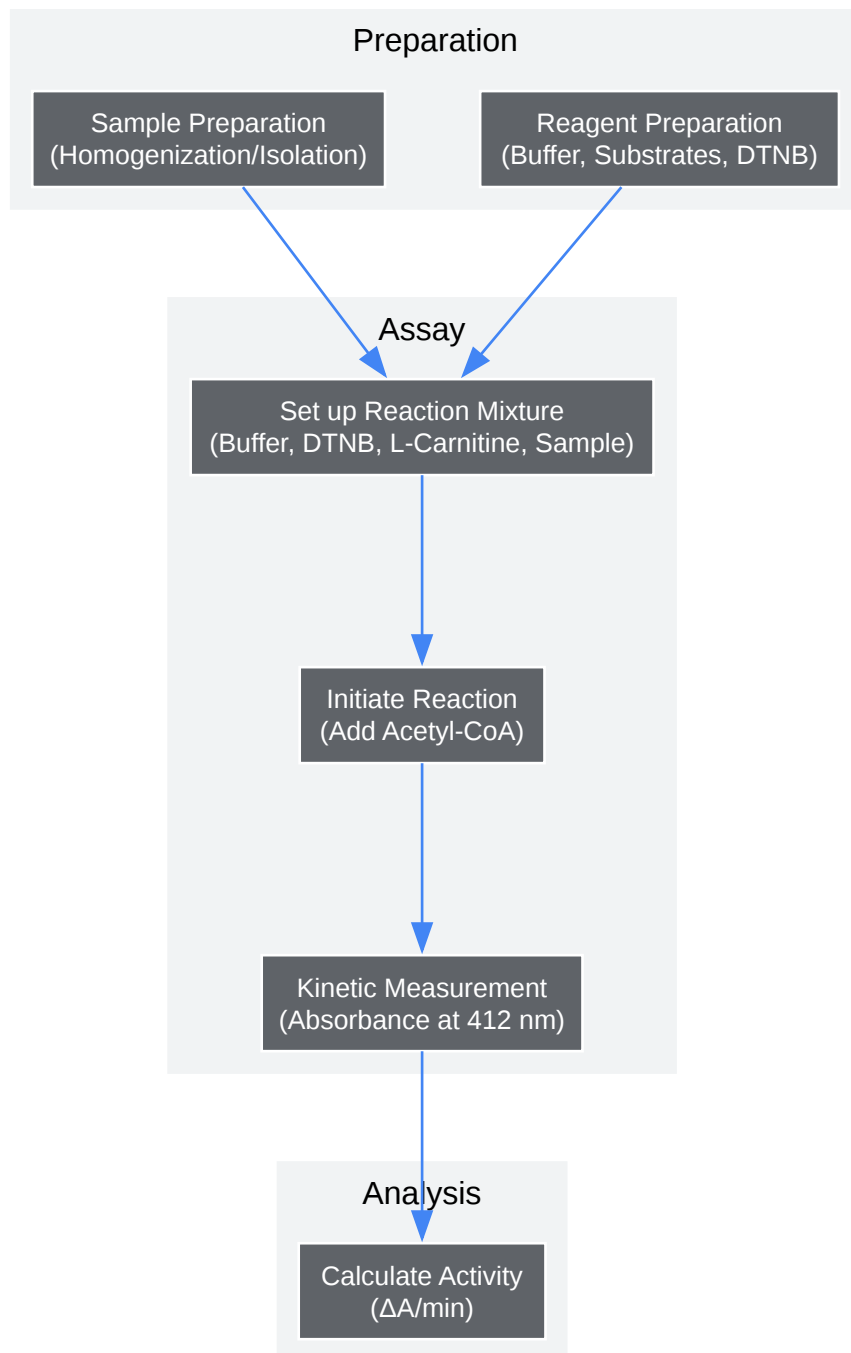 Preparation
Sample Preparation
(Homogenization/Isolation)
Reagent Preparation
(Buffer, Substrates, DTNB)
Assay
Set up Reaction Mixture
(Buffer, DTNB, L-Carnitine, Sample)
Initiate Reaction
(Add Acetyl-CoA)
Kinetic Measurement
(Absorbance at 412 nm)
Analysis
Calculate Activity
(ΔA/min)